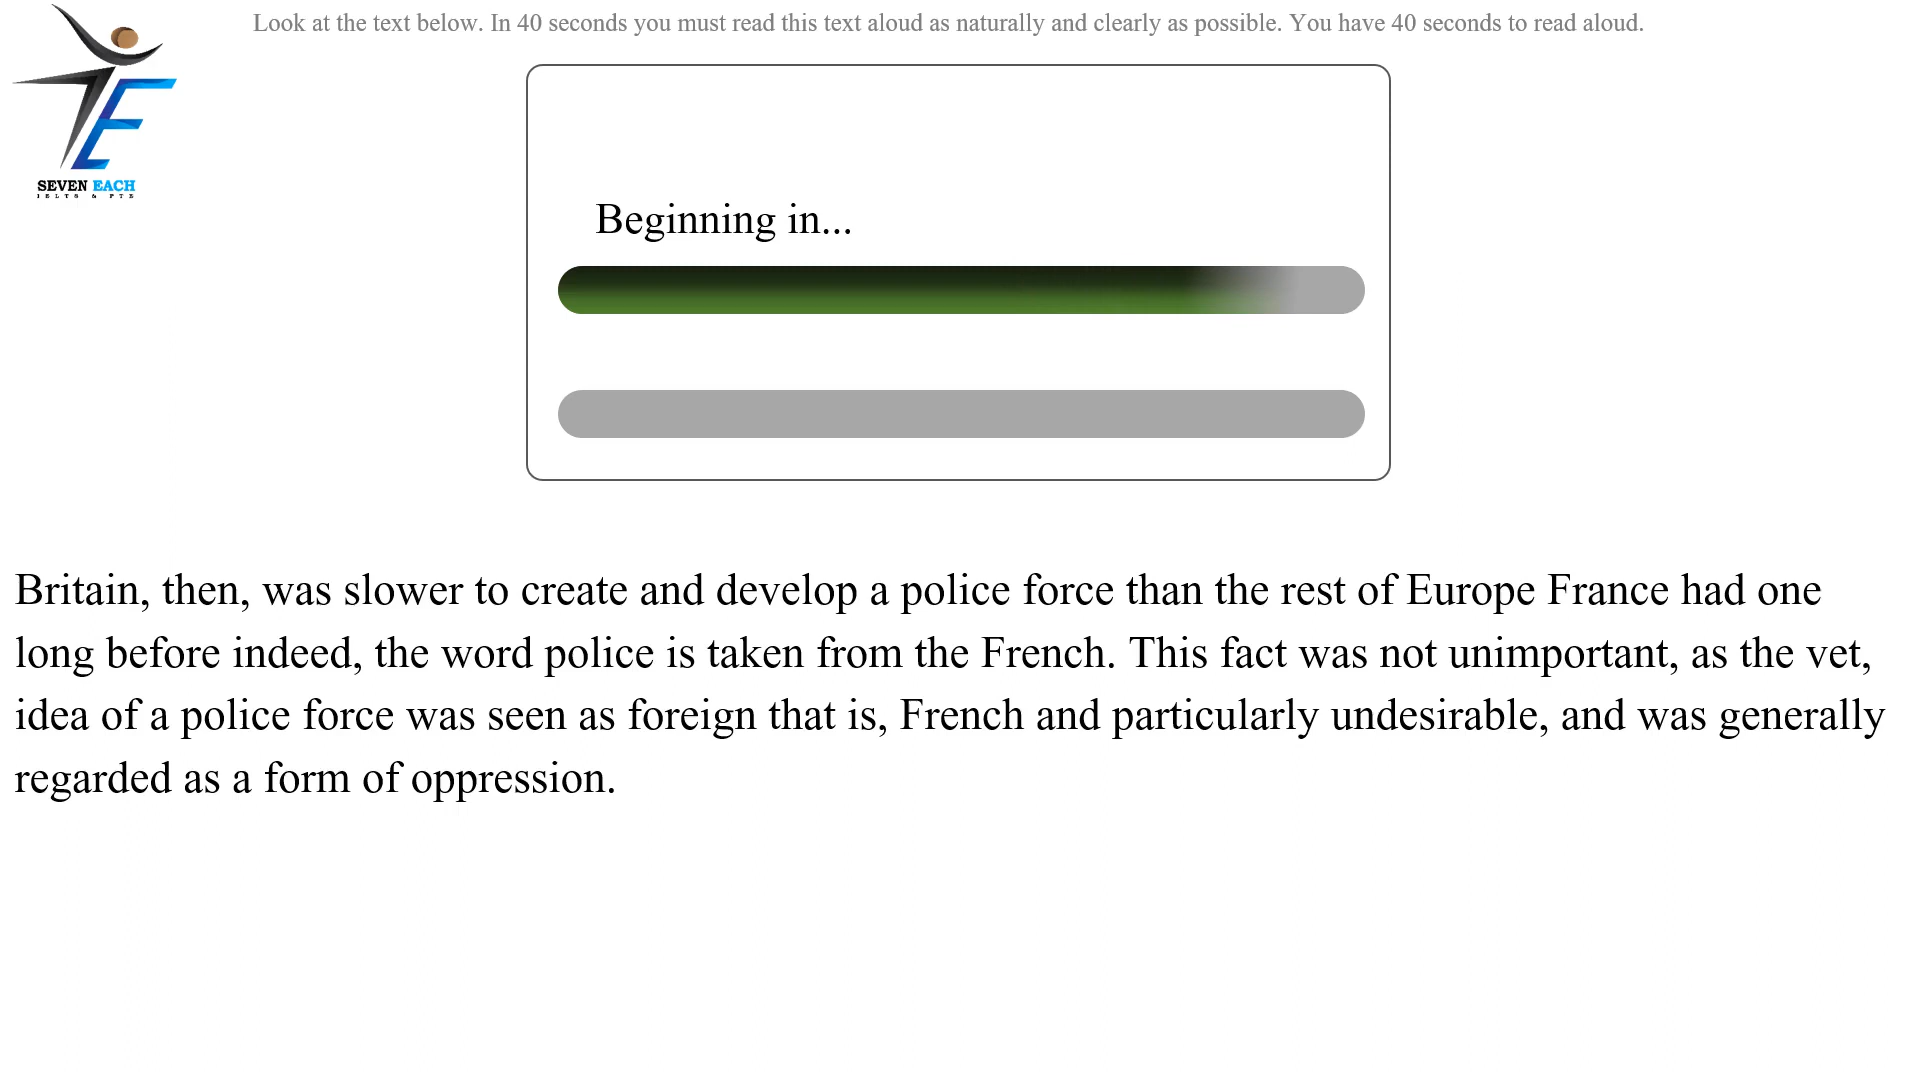 Look at the text below. In 40 seconds you must read this text aloud as naturally and clearly as possible. You have 40 seconds to read aloud.
SEVEN EACH
IELTS & PTE
Beginning in...
Britain, then, was slower to create and develop a police force than the rest of Europe France had one
long before indeed, the word police is taken from the French. This fact was not unimportant, as the vet,
idea of a police force was seen as foreign that is, French and particularly undesirable, and was generally
regarded as a form of oppression.